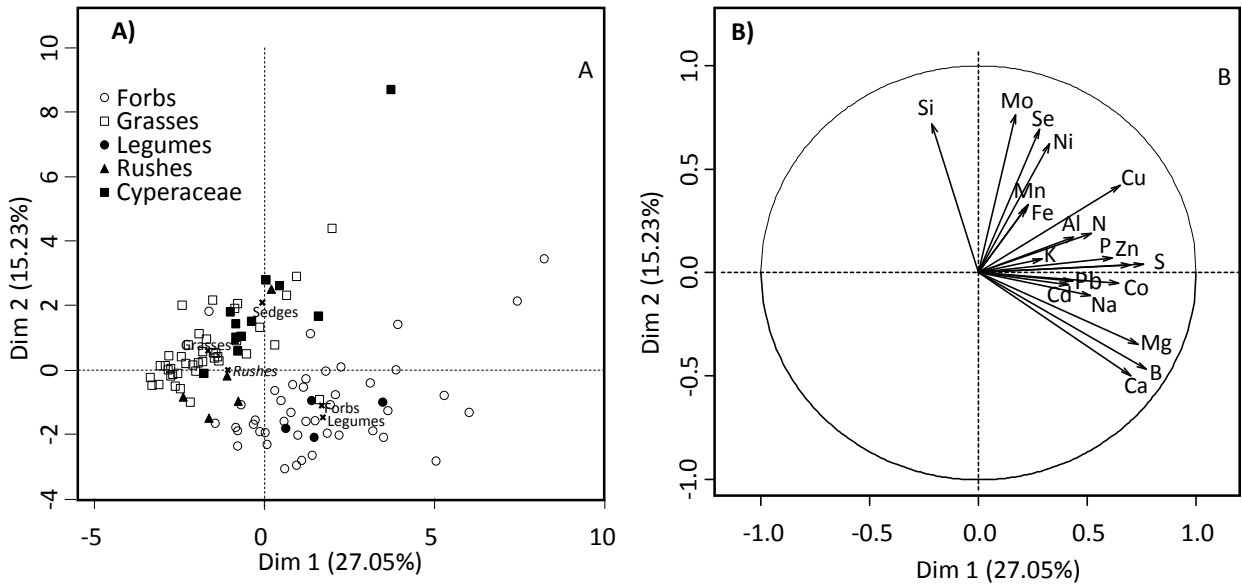 A)
A
10
8
6
4
2
0
-2
-4
Dim 2 (15.23%)
Forbs
Grasses
Legumes
Rushes
Cyperaceae
Sedges
Grasses
Rushes
Forbs
Legumes
-5
0
5
10
Dim 1 (27.05%)
B)
B
1.0
0.5
0.0
-0.5
-1.0
Dim 2 (15.23%)
Si
Mo
Se
Ni
Cu
Mn
Fe
Al
N
P
Zn
S
K
Pb
Co
Cd
Na
Mg
B
Ca
-1.0
-0.5
0.0
0.5
1.0
Dim 1 (27.05%)